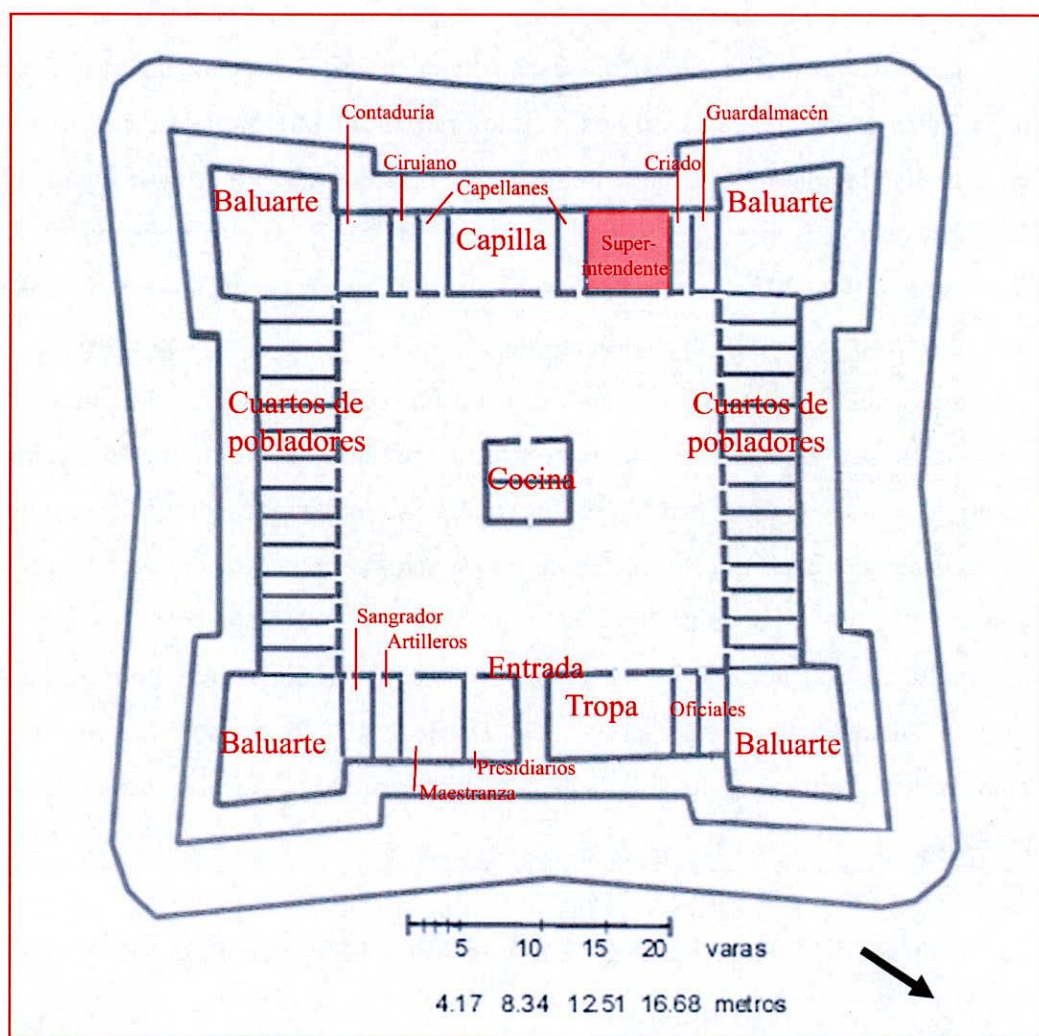 Contaduría
Guardalmacén
Cirujano
Criado
Capellanes
Baluarte
Baluarte
Capilla
Super-
intendente
Cuartos de
pobladores
Cuartos de
pobladores
Cocina
Sangrador
Artilleros
Entrada
Tropa
Oficiales
Baluarte
Baluarte
Presidiarios
Maestranza
5 10 15 20 varas
4.17 8.34 12.51 16.68 metros